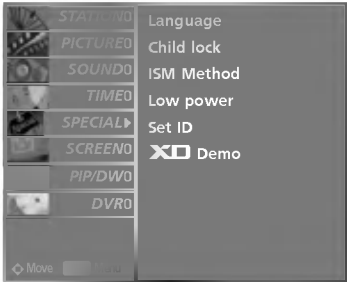 STATION
PICTURE
SOUND
TIME
SPECIAL
SCREEN
PIP/DW
DVR
Move
Language
Child lock
ISM Method
Low power
Set ID
XD Demo